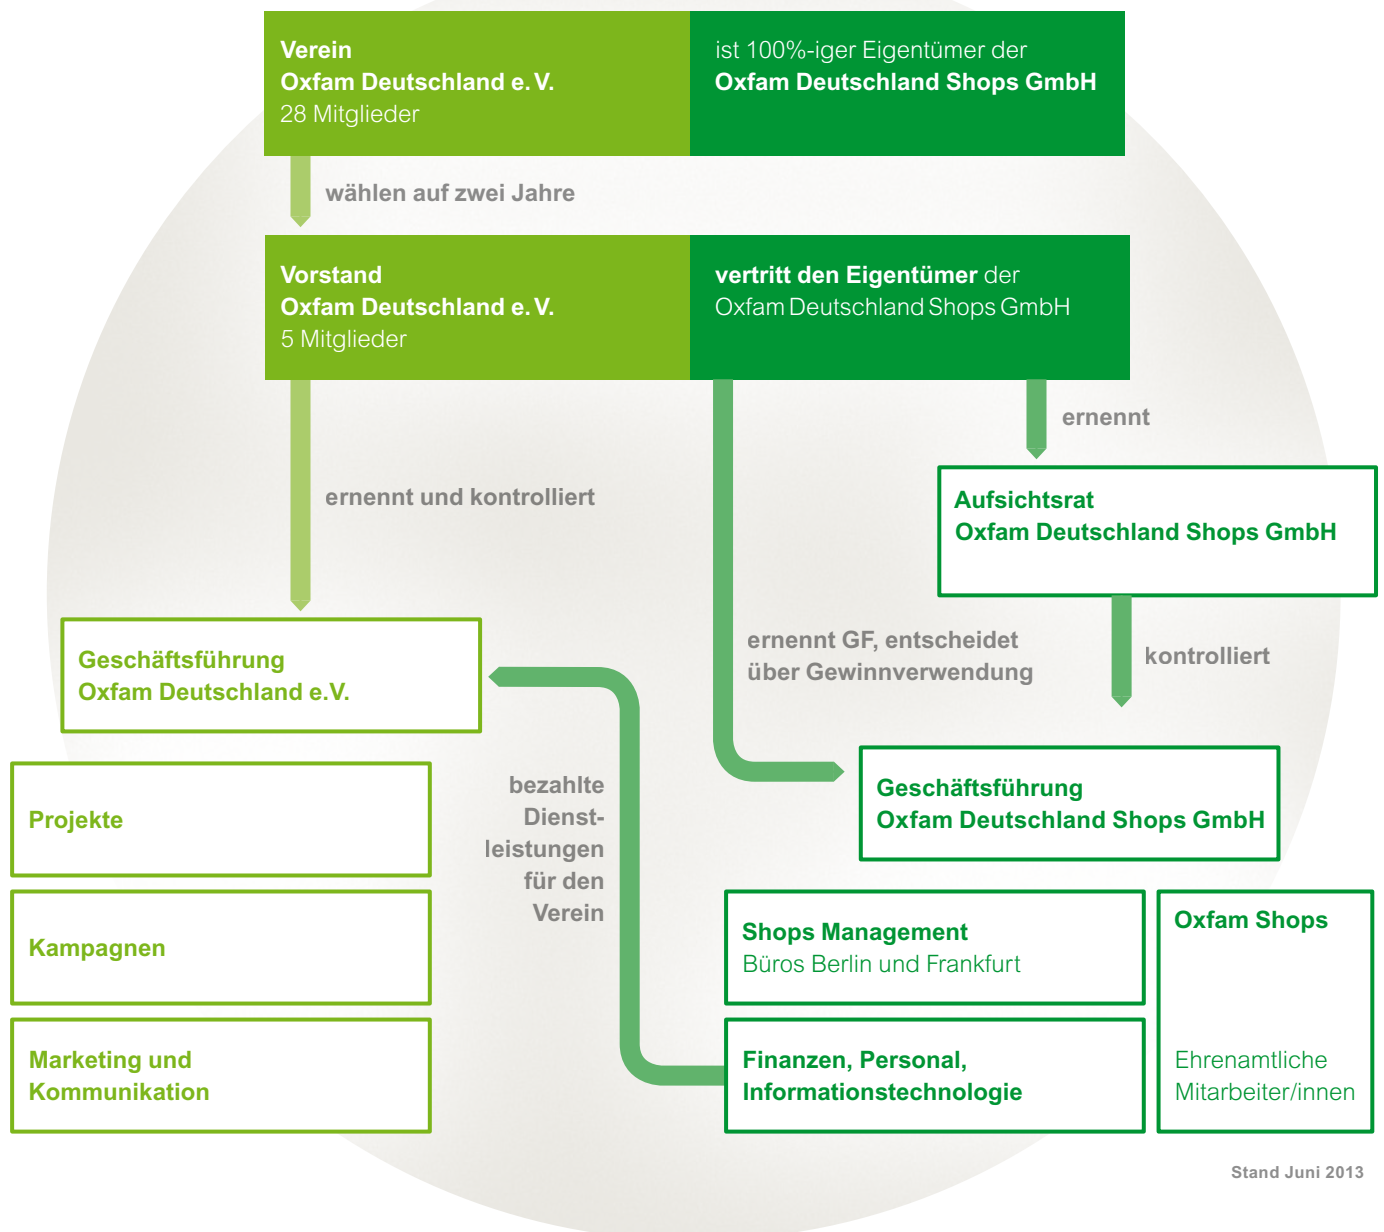 Verein
Oxfam Deutschland e. V.
28 Mitglieder
ist 100%-iger Eigentümer der
Oxfam Deutschland Shops GmbH
wählen auf zwei Jahre
Vorstand
Oxfam Deutschland e. V.
5 Mitglieder
vertritt den Eigentümer der
Oxfam Deutschland Shops GmbH
ernennt
ernennt und kontrolliert
Aufsichtsrat
Oxfam Deutschland Shops GmbH
ernennt GF, entscheidet
über Gewinnverwendung
kontrolliert
Geschäftsführung
Oxfam Deutschland e.V.
bezahlte
Dienst-
leistungen
für den
Verein
Geschäftsführung
Oxfam Deutschland Shops GmbH
Projekte
Kampagnen
Marketing und
Kommunikation
Shops Management
Büros Berlin und Frankfurt
Finanzen, Personal,
Informationstechnologie
Oxfam Shops
Ehrenamtliche
Mitarbeiter/innen
Stand Juni 2013